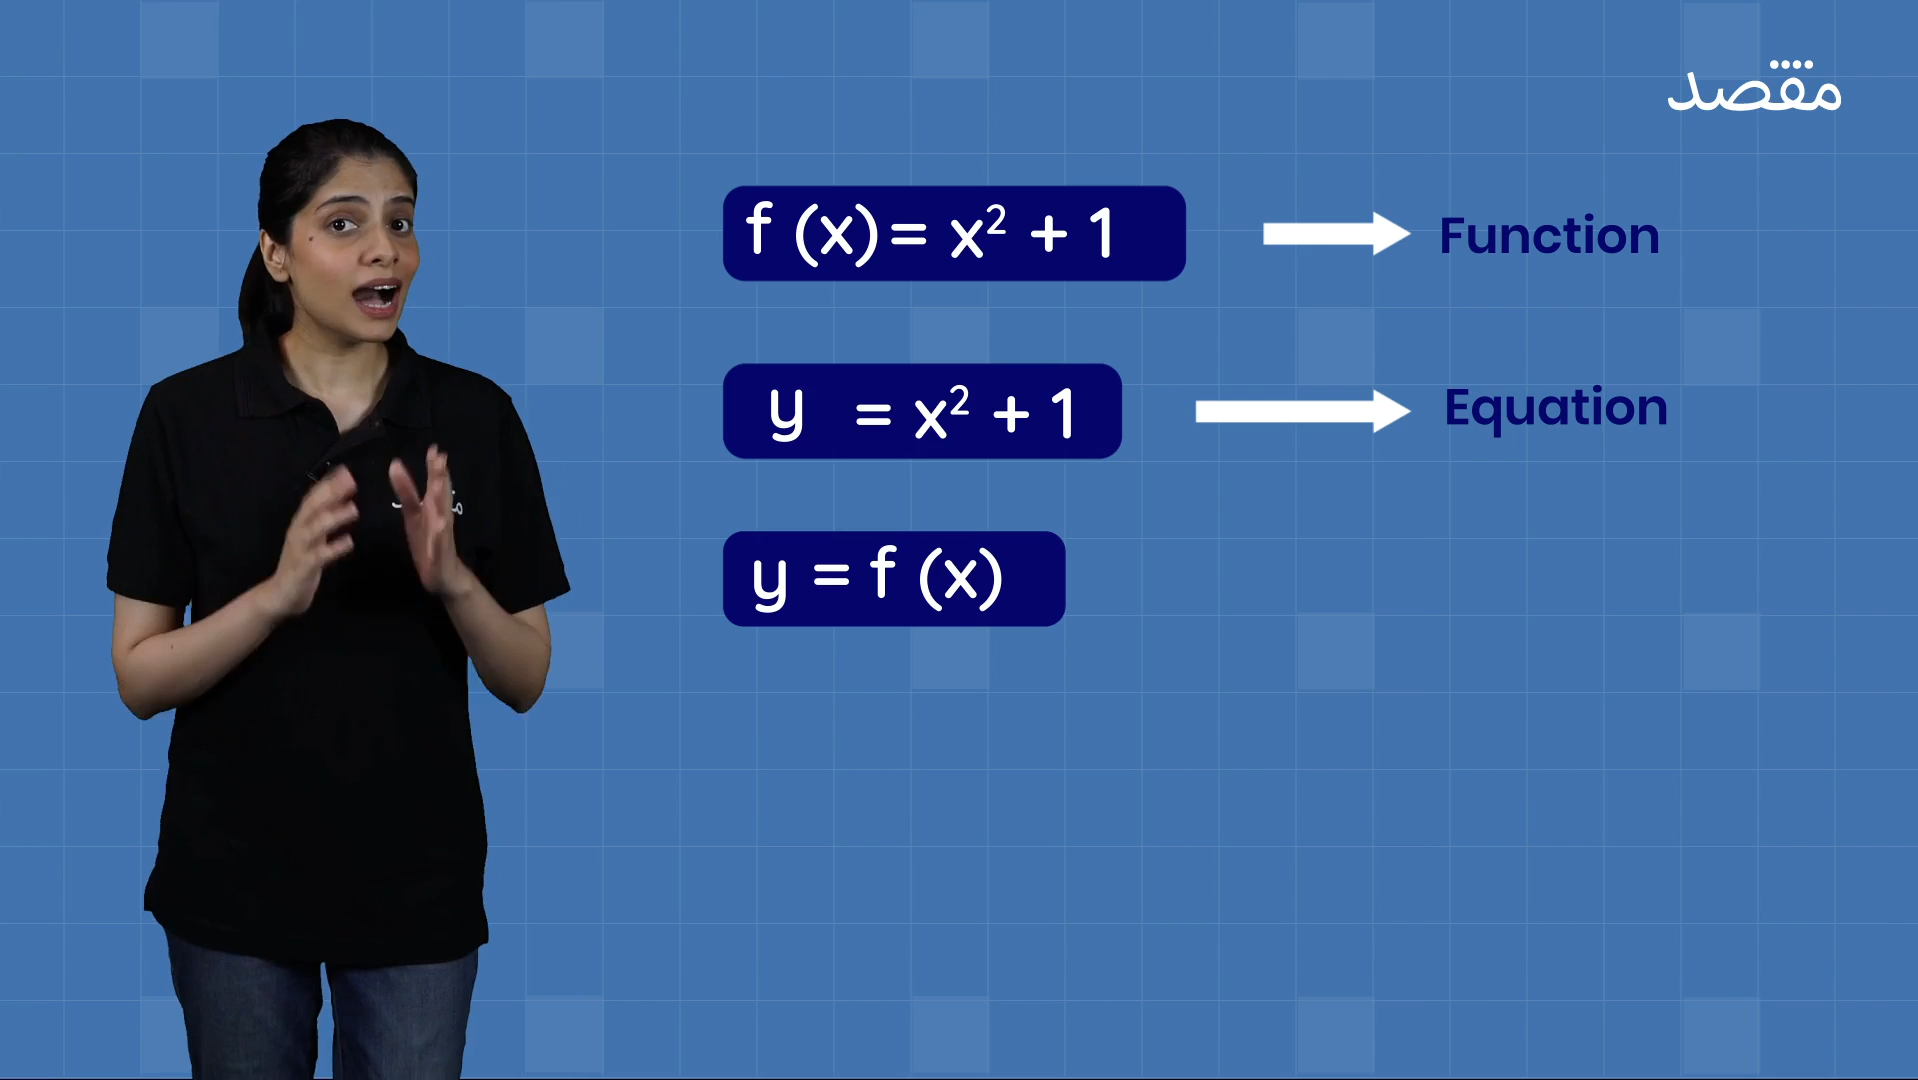 مقصد
f (x) = x² + 1
Function
y = x² + 1
Equation
y = f (x)